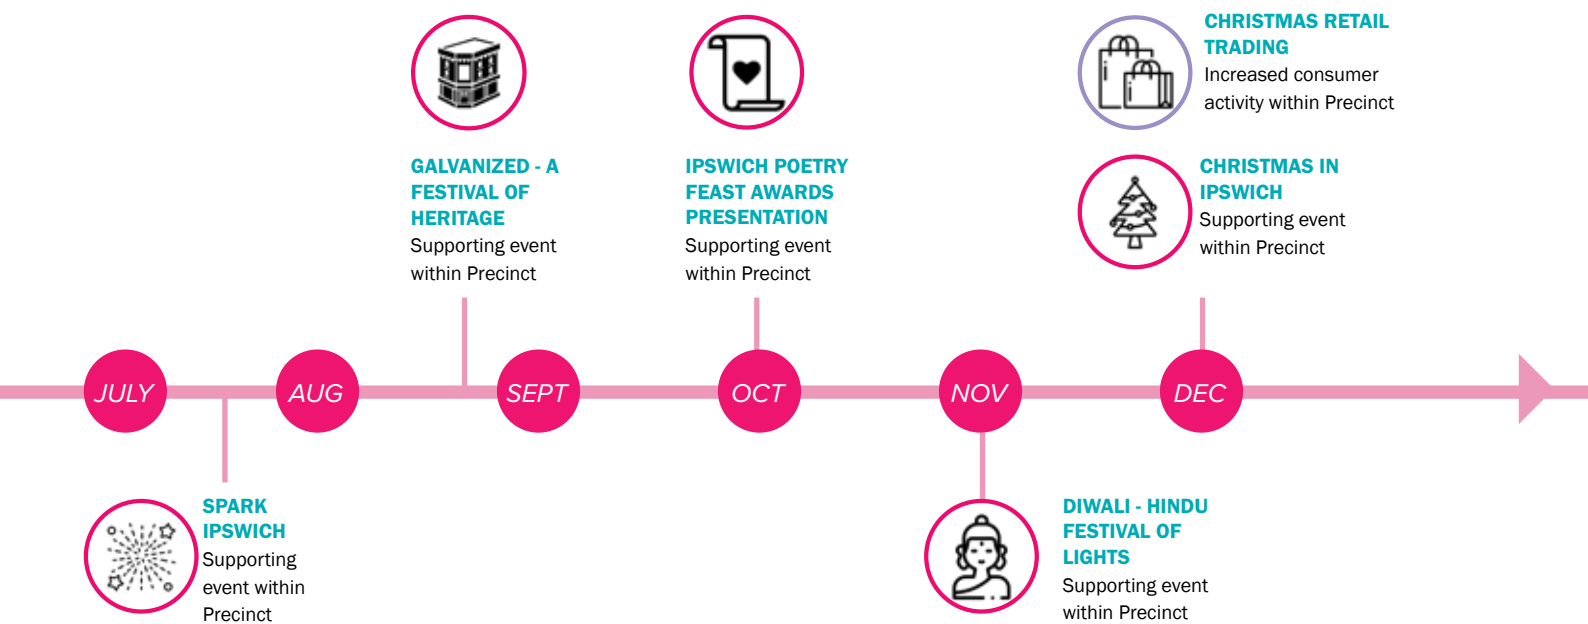 CHRISTMAS RETAIL
TRADING
Increased consumer
activity within Precinct
GALVANIZED - A
FESTIVAL OF
HERITAGE
Supporting event
within Precinct
IPSWICH POETRY
FEAST AWARDS
PRESENTATION
Supporting event
within Precinct
CHRISTMAS IN
IPSWICH
Supporting event
within Precinct
JULY
AUG
SEPT
OCT
NOV
DEC
SPARK
IPSWICH
Supporting
event within
Precinct
DIWALI - HINDU
FESTIVAL OF
LIGHTS
Supporting event
within Precinct